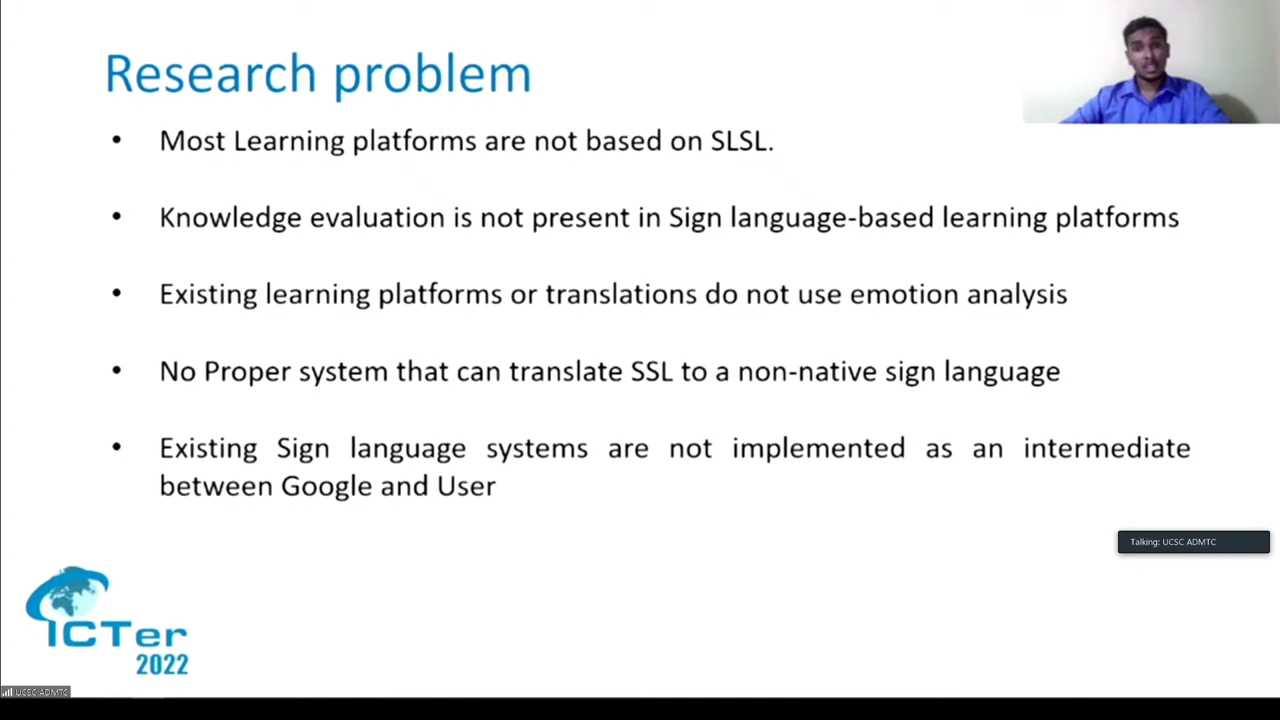 Research problem
• Most Learning platforms are not based on SLSL.
• Knowledge evaluation is not present in Sign language-based learning platforms
• Existing learning platforms or translations do not use emotion analysis
• No Proper system that can translate SSL to a non-native sign language
• Existing Sign language systems are not implemented as an intermediate
between Google and User
Talking: UCSC ADMTC
ICTer
2022
UCSC ADMTC